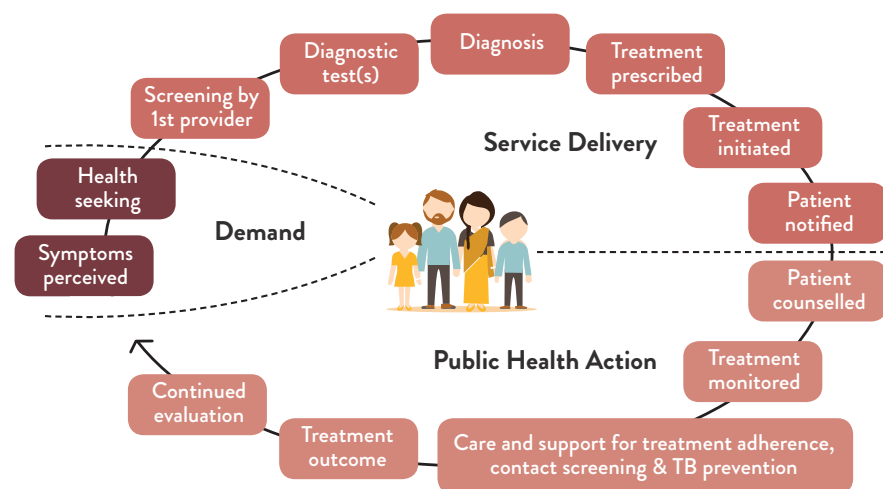 Symptoms
perceived
Health
seeking
Demand
Screening by
1st provider
Diagnostic
test(s)
Diagnosis
Treatment
prescribed
Treatment
initiated
Patient
notified
Service Delivery
Patient
counselled
Treatment
monitored
Public Health Action
Care and support for treatment adherence,
contact screening & TB prevention
Treatment
outcome
Continued
evaluation